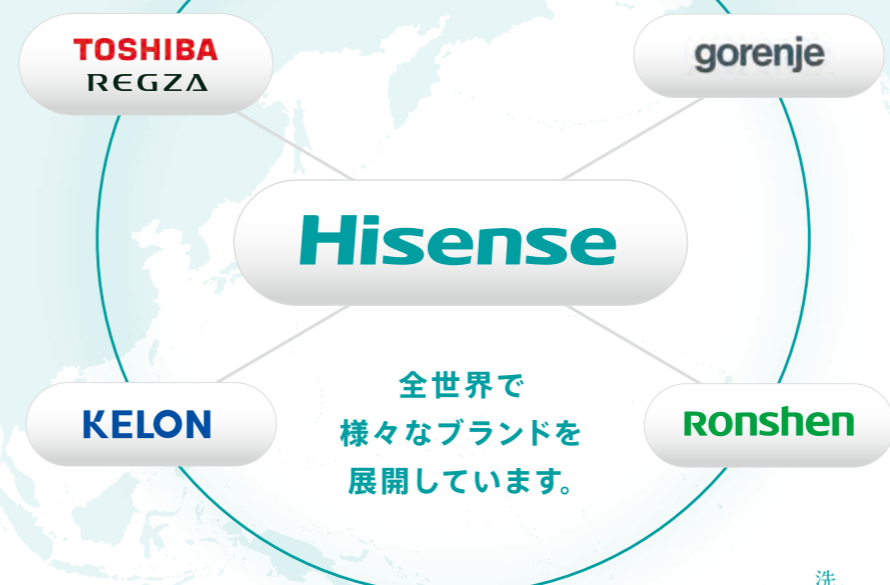 TOSHIBA
REGZA
gorenje
Hisense
全世界で
様々なブランドを
展開しています。
KELON
Ronshen
洗